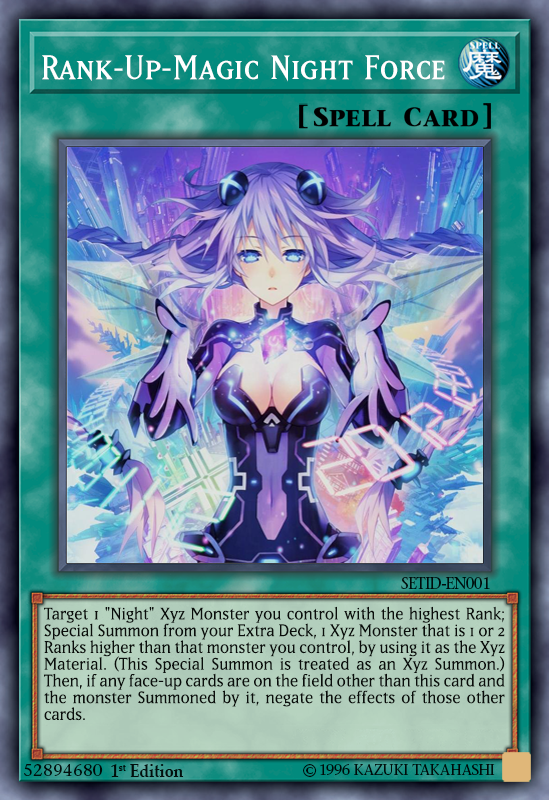 Rank-Up-Magic Night Force
SPELL
魔
[Spell Card]
SETID-EN001
Target 1 "Night" Xyz Monster you control with the highest Rank;
Special Summon from your Extra Deck, 1 Xyz Monster that is 1 or 2
Ranks higher than that monster you control, by using it as the Xyz
Material. (This Special Summon is treated as an Xyz Summon.)
Then, if any face-up cards are on the field other than this card and
the monster Summoned by it, negate the effects of those other
cards.
52894680 1st Edition
© 1996 KAZUKI TAKAHASHI